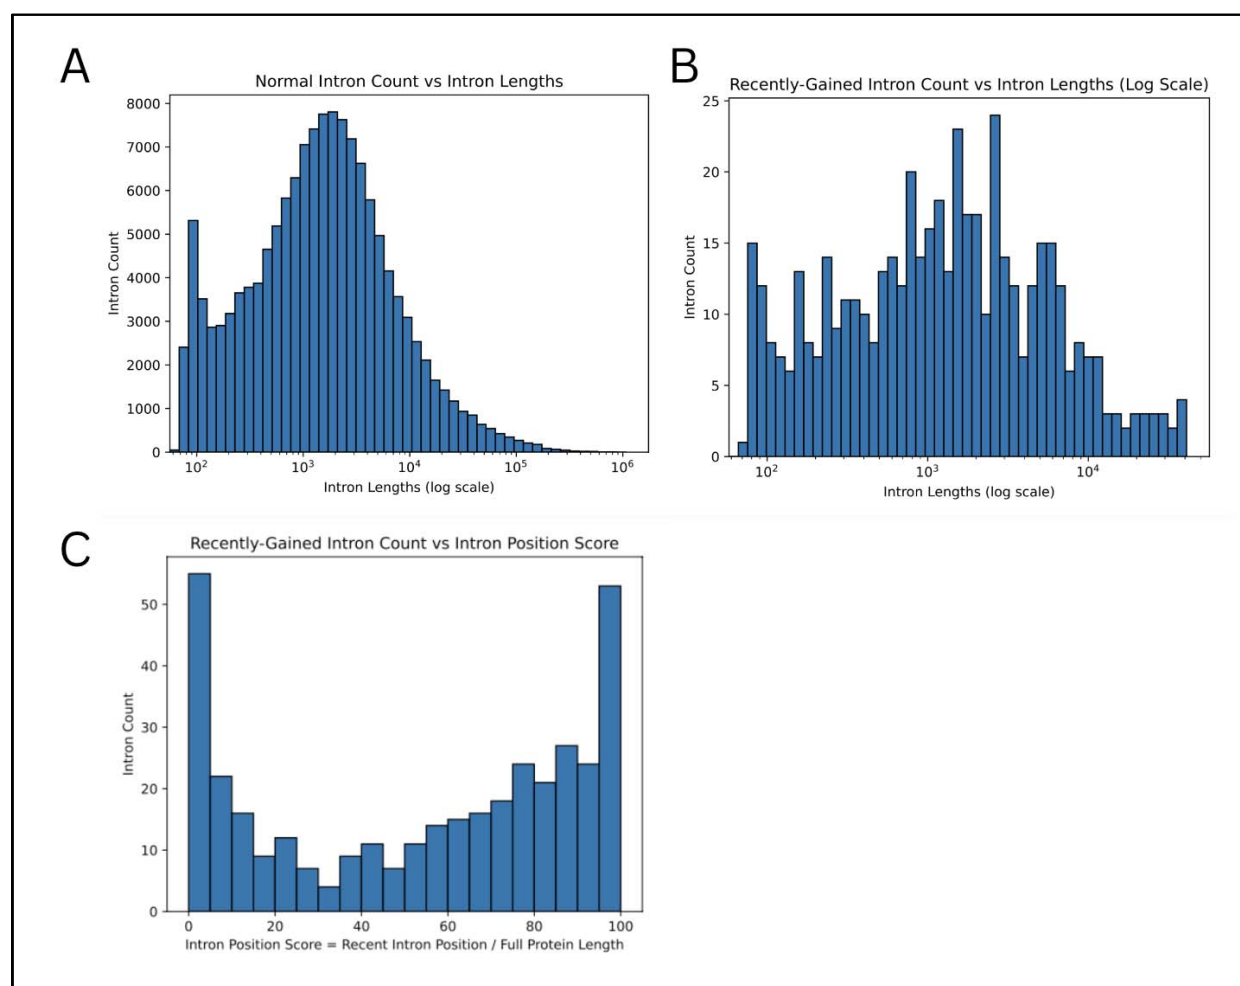 A
Normal Intron Count vs Intron Lengths
Intron Count
8000
7000
6000
5000
4000
3000
2000
1000
0
10²
10³
10⁴
10⁵
10⁶
Intron Lengths (log scale)
B
Recently-Gained Intron Count vs Intron Lengths (Log Scale)
Intron Count
25
20
15
10
5
0
10²
10³
10⁴
Intron Lengths (log scale)
C
Recently-Gained Intron Count vs Intron Position Score
Intron Count
50
40
30
20
10
0
0
20
40
60
80
100
Intron Position Score = Recent Intron Position / Full Protein Length